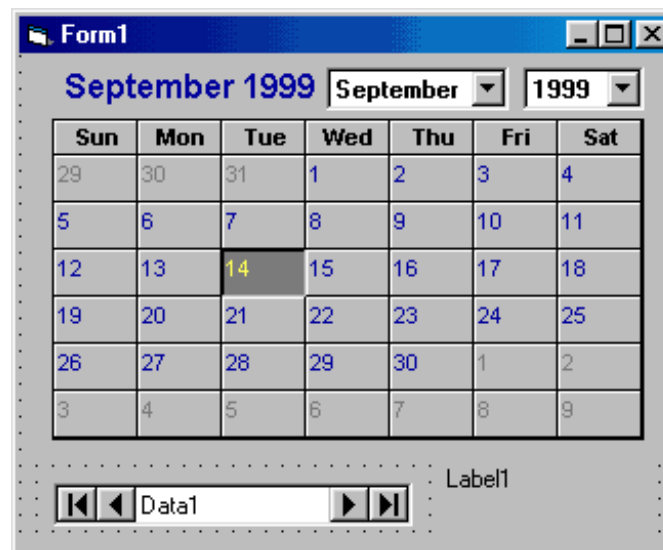 Form1
September 1999 September 1999
Sun Mon Tue Wed Thu Fri Sat
29 30 31 1 2 3 4
5 6 7 8 9 10 11
12 13 14 15 16 17 18
19 20 21 22 23 24 25
26 27 28 29 30 1 2
3 4 5 6 7 8 9
Label1
Data1